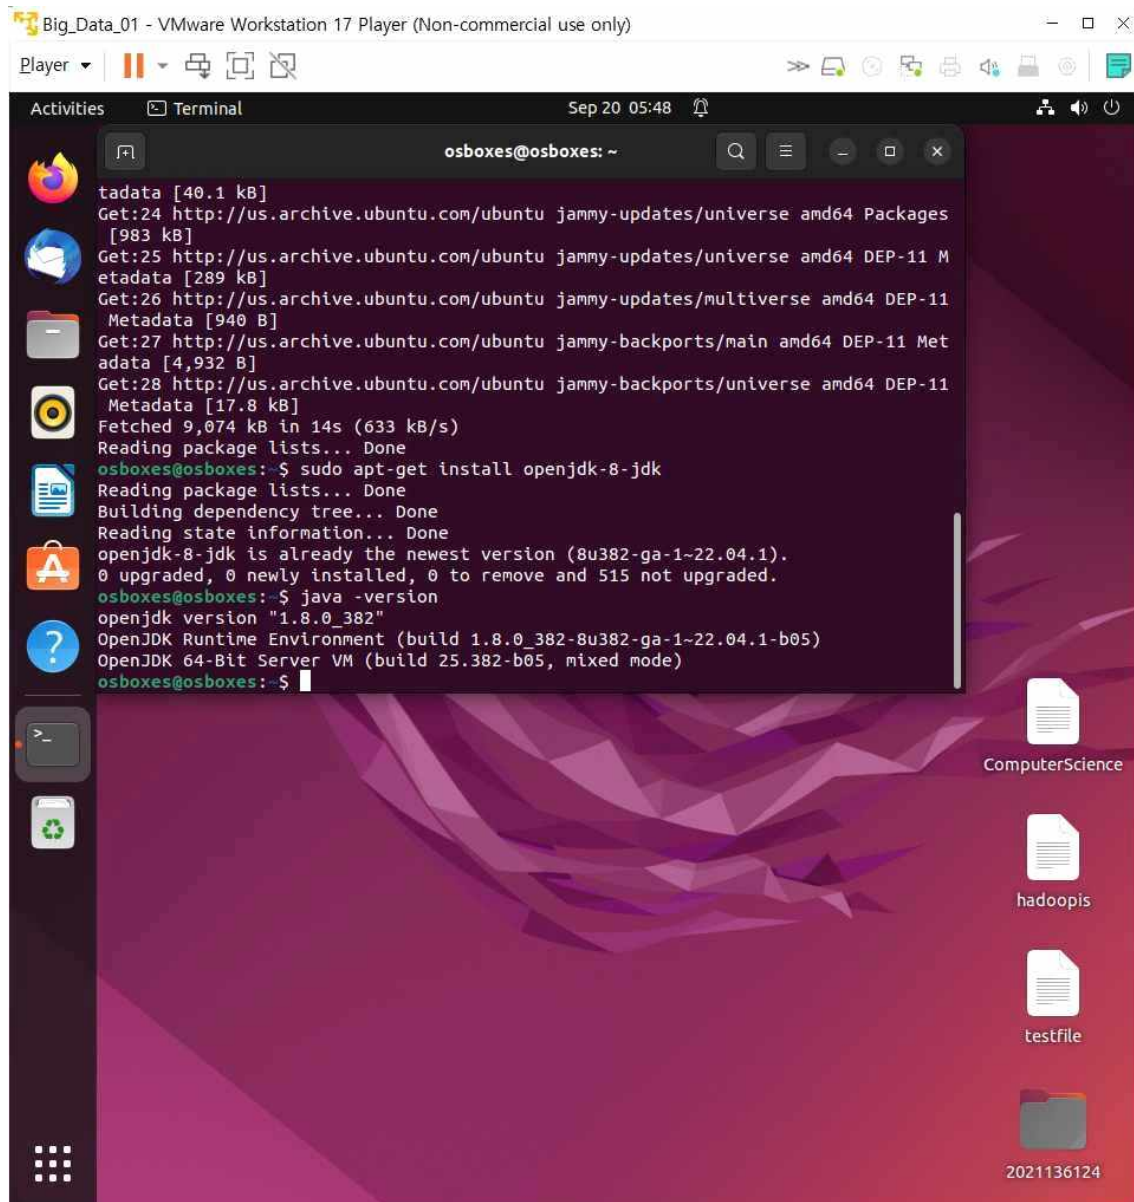 Big_Data_01 - VMware Workstation 17 Player (Non-commercial use only)
Player
Activities
Terminal
Sep 20 05:48
osboxes@osboxes: ~
tadata [40.1 kB]
Get:24 http://us.archive.ubuntu.com/ubuntu jammy-updates/universe amd64 Packages
[983 kB]
Get:25 http://us.archive.ubuntu.com/ubuntu jammy-updates/universe amd64 DEP-11 M
etadata [289 kB]
Get:26 http://us.archive.ubuntu.com/ubuntu jammy-updates/multiverse amd64 DEP-11
Metadata [940 B]
Get:27 http://us.archive.ubuntu.com/ubuntu jammy-backports/main amd64 DEP-11 Met
adata [4,932 B]
Get:28 http://us.archive.ubuntu.com/ubuntu jammy-backports/universe amd64 DEP-11
Metadata [17.8 kB]
Fetched 9,074 kB in 14s (633 kB/s)
Reading package lists... Done
osboxes@osboxes:~$ sudo apt-get install openjdk-8-jdk
Reading package lists... Done
Building dependency tree... Done
Reading state information... Done
openjdk-8-jdk is already the newest version (8u382-ga-1~22.04.1).
0 upgraded, 0 newly installed, 0 to remove and 515 not upgraded.
osboxes@osboxes:~$ java -version
openjdk version "1.8.0_382"
OpenJDK Runtime Environment (build 1.8.0_382-8u382-ga-1~22.04.1-b05)
OpenJDK 64-Bit Server VM (build 25.382-b05, mixed mode)
osboxes@osboxes:~$
ComputerScience
hadoopis
testfile
2021136124